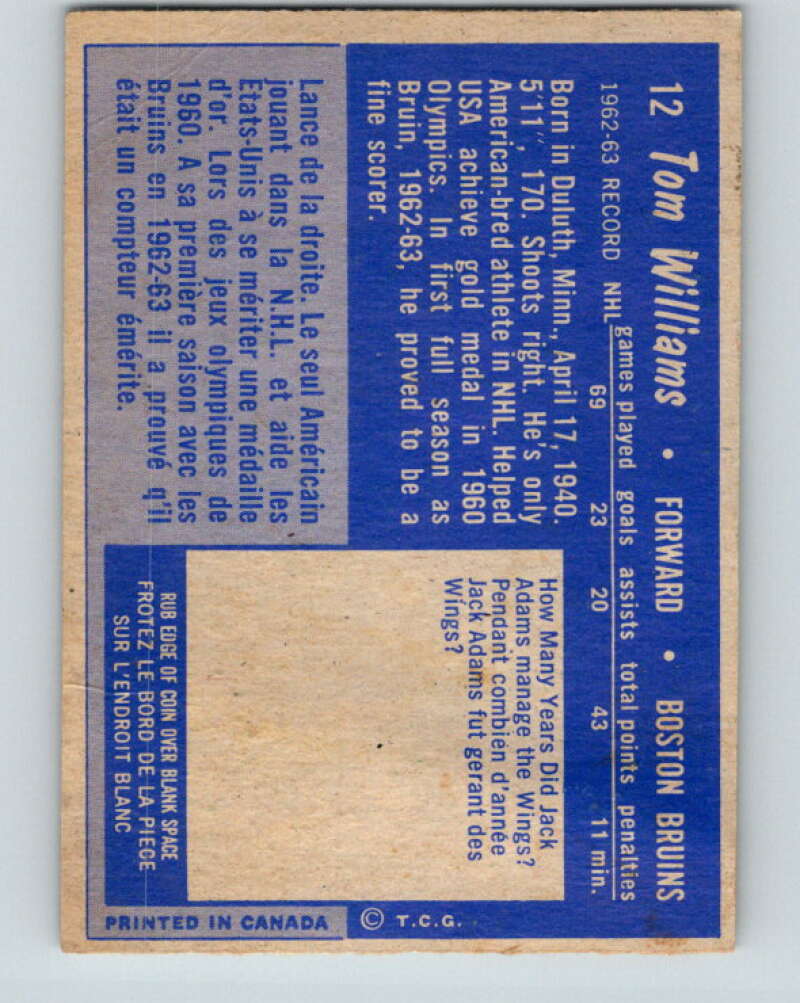 12 Tom Williams • FORWARD • BOSTON BRUINS
games played goals assists total points penalties
1962-63 RECORD NHL 69 23 20 43 11 min.
Born in Duluth, Minn., April 17, 1940.
5'11", 170. Shoots right. He's only
American-bred athlete in NHL. Helped
USA achieve gold medal in 1960
Olympics. In first full season as
Bruin, 1962-63, he proved to be a
fine scorer.
Lance de la droite. Le seul Américain
jouant dans la N.H.L. et aide les
Etats-Unis à se mériter une médaille
d'or. Lors des jeux olympiques de
1960. A sa première saison avec les
Bruins en 1962-63 il a prouvé q'il
était un compteur émérite.
How Many Years Did Jack
Adams manage the Wings?
Pendant combién d'année
Jack Adams fut gerant des
Wings?
RUB EDGE OF COIN OVER BLANK SPACE
FROTEZ LE BORD DE LA PIECE
SUR L'ENDROIT BLANC
PRINTED IN CANADA © T.C.G.